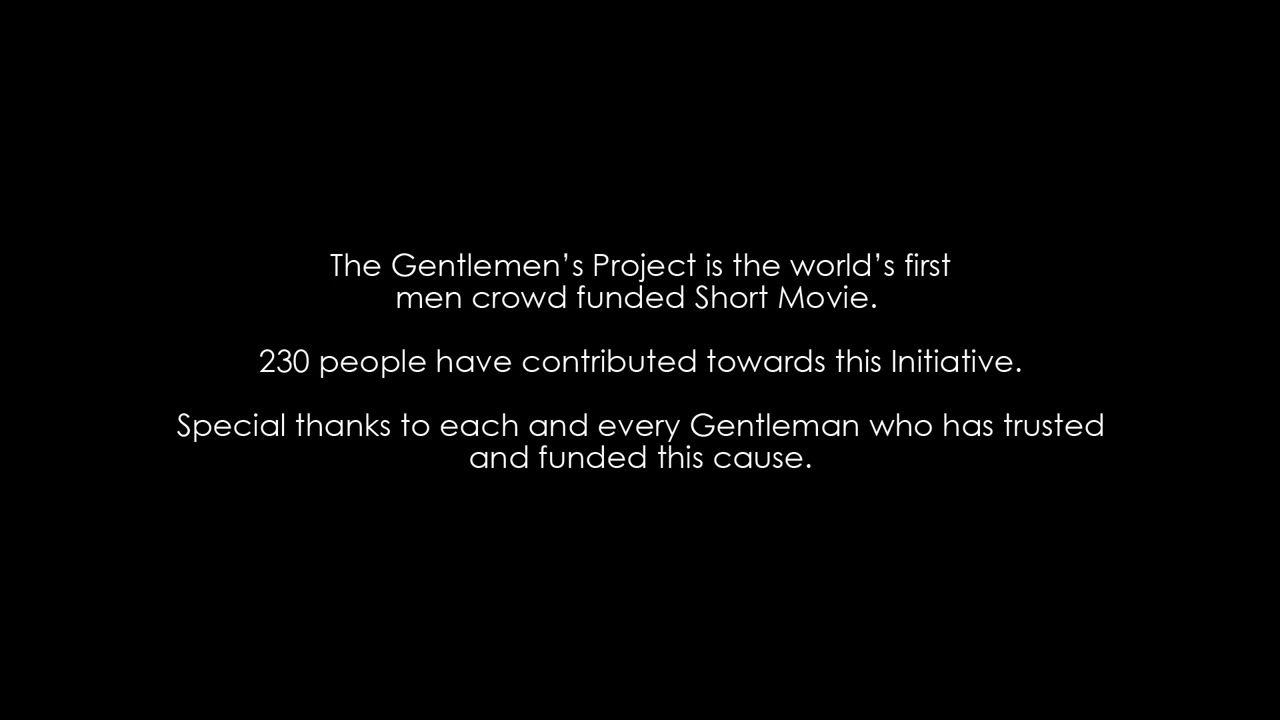 The Gentlemen’s Project is the world’s first
men crowd funded Short Movie.
230 people have contributed towards this Initiative.
Special thanks to each and every Gentleman who has trusted
and funded this cause.